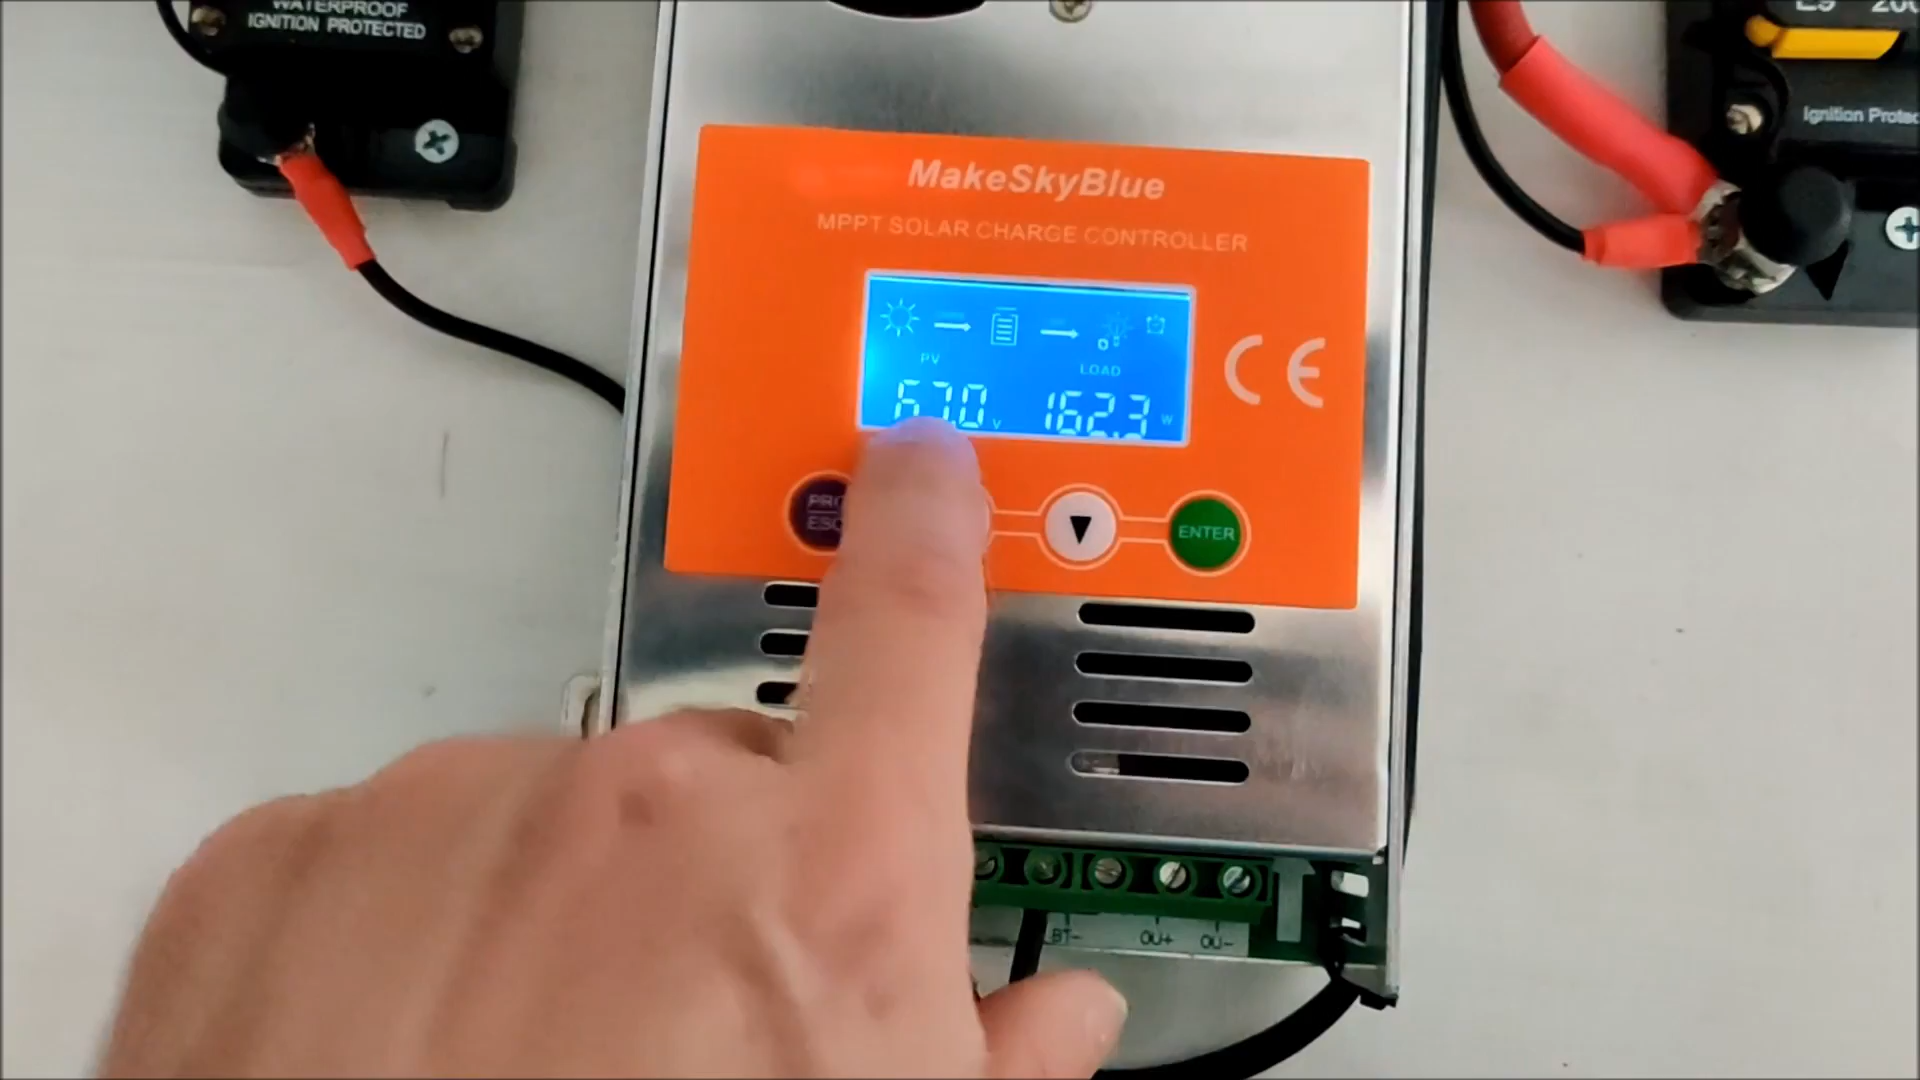 WATERPROOF
IGNITION PROTECTED
MakeSkyBlue
MPPT SOLAR CHARGE CONTROLLER
PV
LOAD
67.0 V
162.3 W
CE
ENTER
Ignition
BT-
OU+
OU-